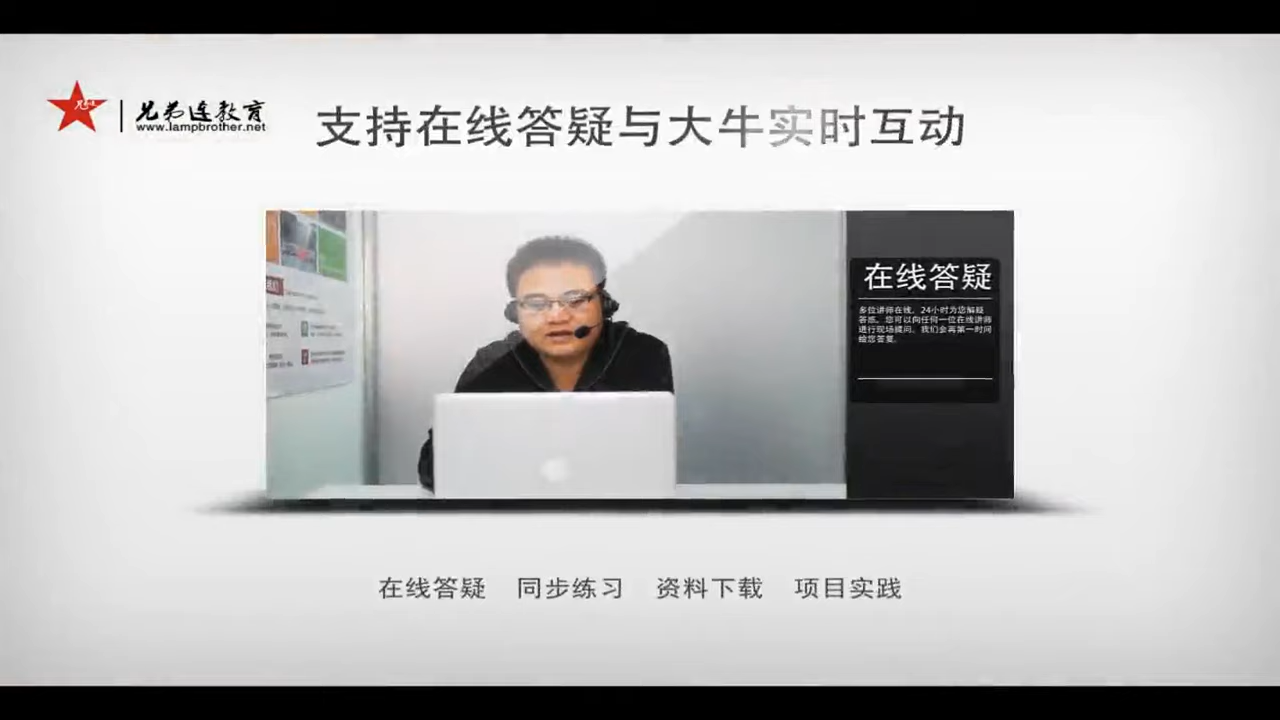 兄弟连教育
www.lampbrother.net
支持在线答疑与大牛实时互动
在线答疑
多位讲师在线，24小时为您解疑
答惑。您可以向任何一位在线讲师
进行现场提问，我们会再第一时间
给您答复。
在线答疑 同步练习 资料下载 项目实践